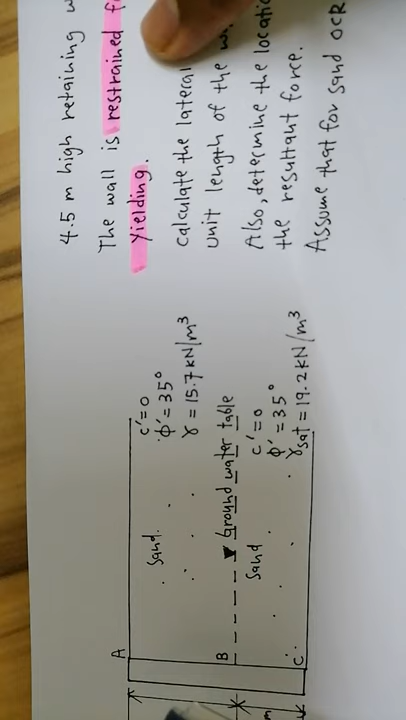 4.5 m high retaining
The wall is restrained
yielding.
calculate the lateral
unit length of the
Also, determine the
the resultant force.
Assume that for sand OCR
A
Sand
c'=0
ϕ'=35°
γ=15.7 kN/m³
B
Ground water table
Sand
c'=0
ϕ'=35°
γsat=19.2 kN/m³
C
m